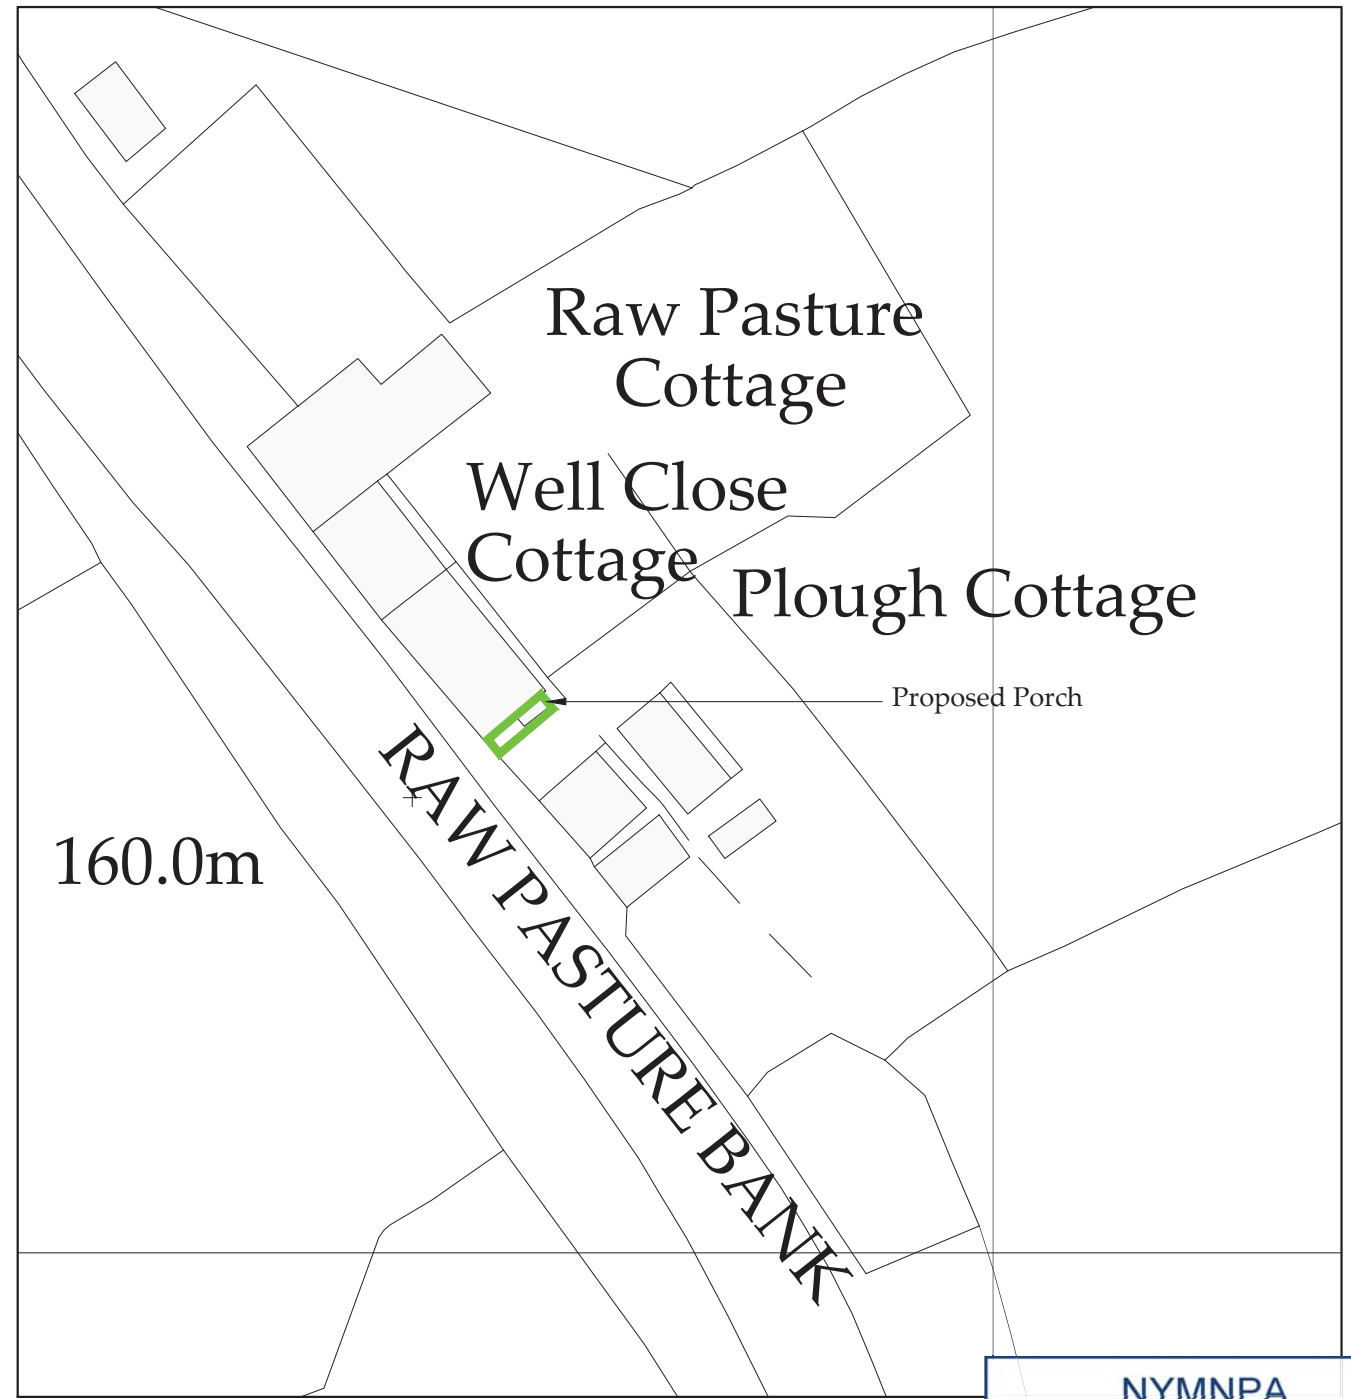 Raw Pasture
Cottage
Well Close
Cottage
Plough Cottage
Proposed Porch
RAW PASTURE BANK
160.0m
NYMNPA